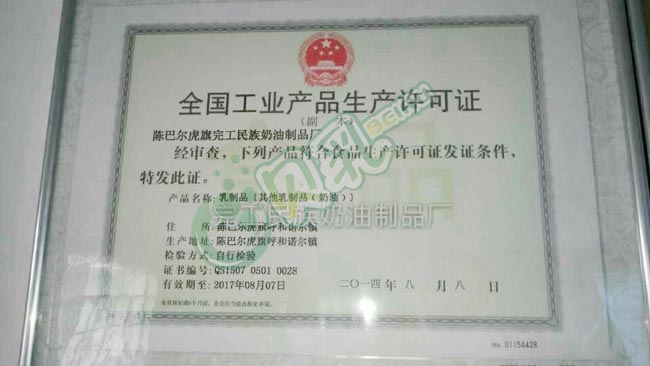 全国工业产品生产许可证
(副 本)
陈巴尔虎旗完工民族奶油制品厂
经审查，下列产品符合食品生产许可证发证条件，
特发此证。
产品名称：乳制品［其他乳制品（奶油）］
完工民族奶油制品厂
住 所：陈巴尔虎旗呼和诺尔镇
生产地址：陈巴尔虎旗呼和诺尔镇
检验方式：自行检验
证书编号：QS1507 0501 0028
有效期至：2017年08月07日
二〇一四年 八 月 八 日
No 01154428